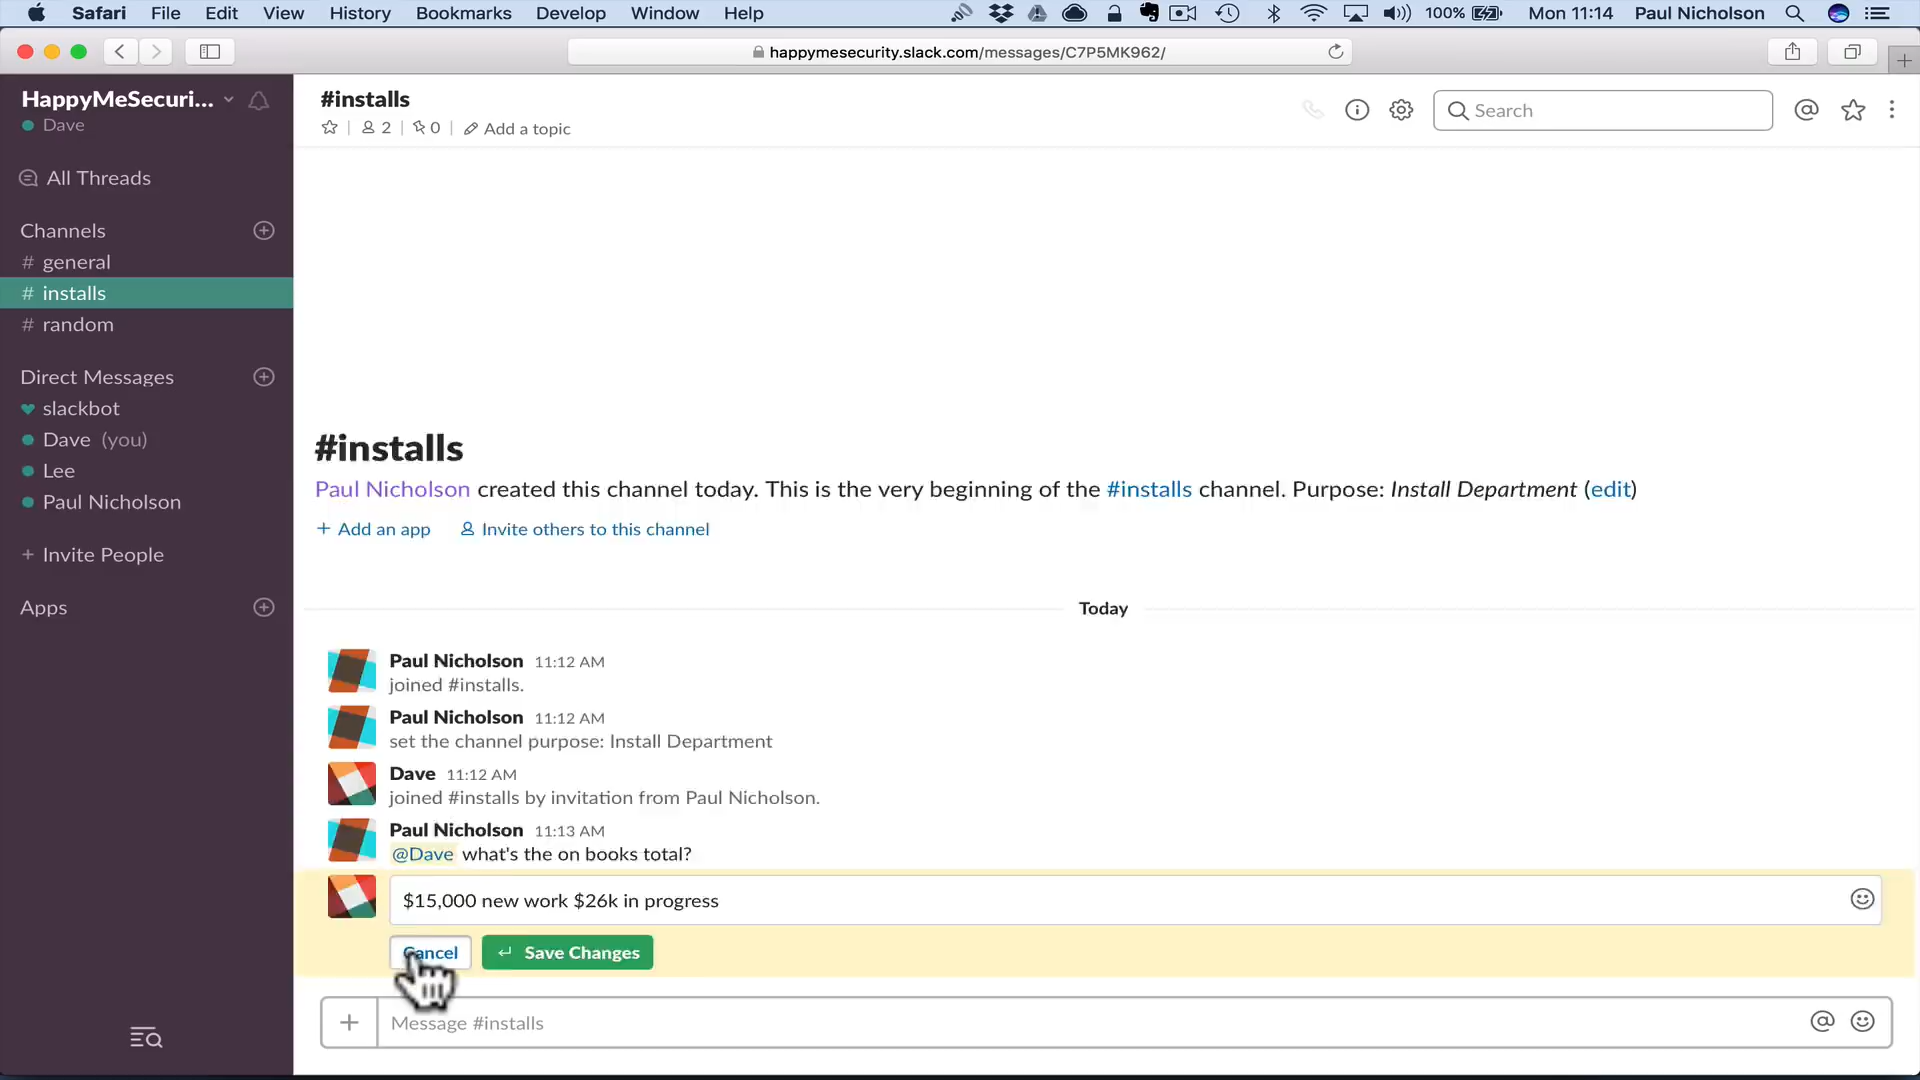 Safari File Edit View History Bookmarks Develop Window Help 100% Mon 11:14 Paul Nicholson
happymesecurity.slack.com/messages/C7P5MK962/
HappyMeSecuri...
Dave
All Threads
Channels
# general
# installs
# random
Direct Messages
slackbot
Dave (you)
Lee
Paul Nicholson
+ Invite People
Apps
#installs
2 | 0 | Add a topic
Search
#installs
Paul Nicholson created this channel today. This is the very beginning of the #installs channel. Purpose: Install Department (edit)
+ Add an app Invite others to this channel
Today
Paul Nicholson 11:12 AM
joined #installs.
Paul Nicholson 11:12 AM
set the channel purpose: Install Department
Dave 11:12 AM
joined #installs by invitation from Paul Nicholson.
Paul Nicholson 11:13 AM
@Dave what's the on books total?
$15,000 new work $26k in progress
Cancel Save Changes
Message #installs